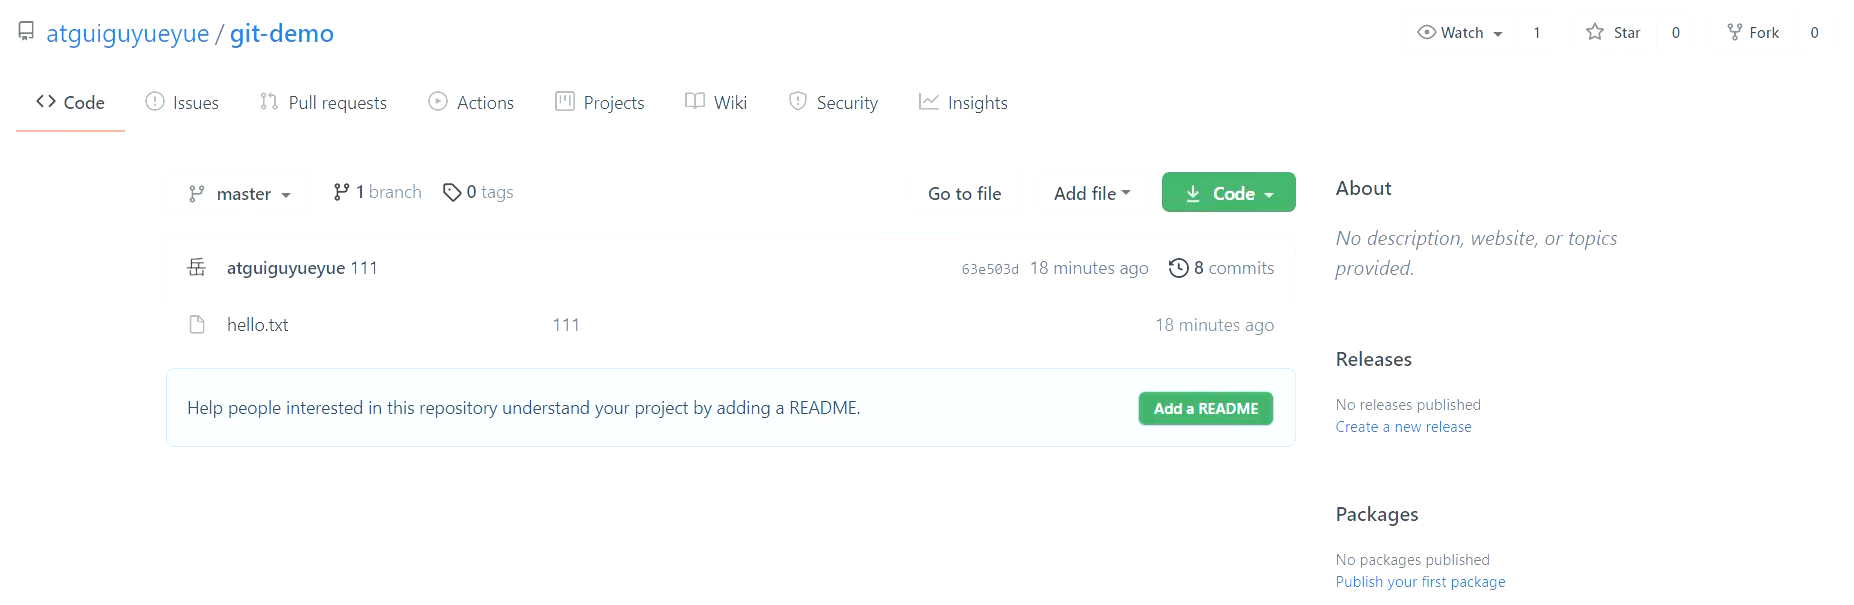 atguiguyueyue / git-demo
Watch 1 Star 0 Fork 0
Code Issues Pull requests Actions Projects Wiki Security Insights
master 1 branch 0 tags Go to file Add file Code
岳 atguiguyueyue 111 63e503d 18 minutes ago 8 commits
hello.txt 111 18 minutes ago
Help people interested in this repository understand your project by adding a README. Add a README
About
No description, website, or topics
provided.
Releases
No releases published
Create a new release
Packages
No packages published
Publish your first package